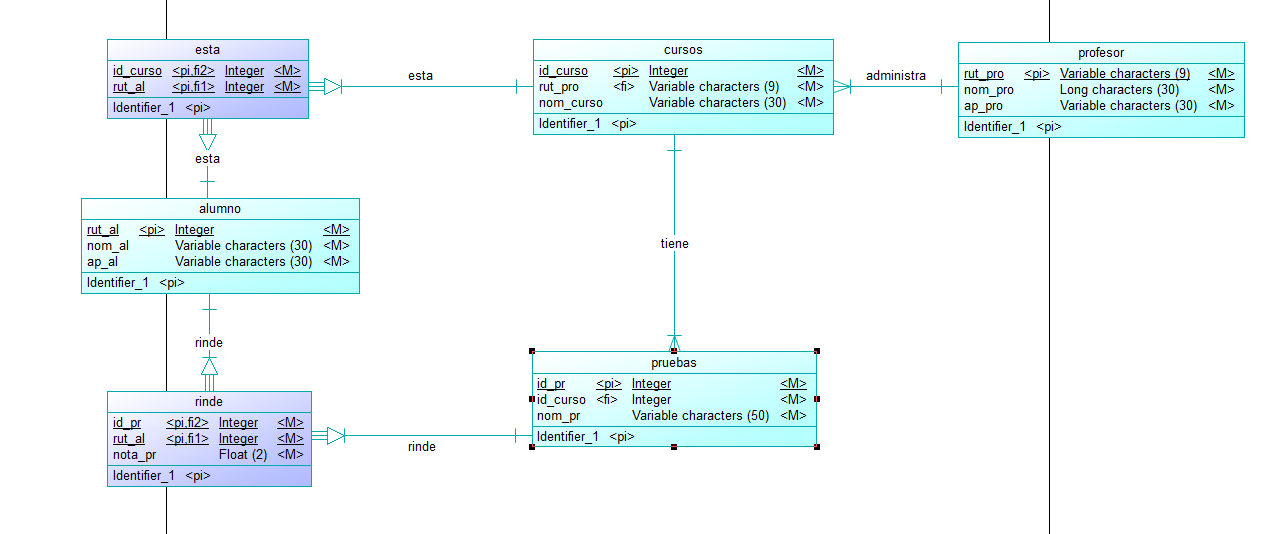 esta
id_curso <pi,fi2> Integer <M>
rut_al <pi,fi1> Integer <M>
Identifier_1 <pi>
esta
cursos
id_curso <pi> Integer <M>
rut_pro <fi> Variable characters (9) <M>
nom_curso Variable characters (30) <M>
Identifier_1 <pi>
administra
profesor
rut_pro <pi> Variable characters (9) <M>
nom_pro Long characters (30) <M>
ap_pro Variable characters (30) <M>
Identifier_1 <pi>
esta
alumno
rut_al <pi> Integer <M>
nom_al Variable characters (30) <M>
ap_al Variable characters (30) <M>
Identifier_1 <pi>
tiene
rinde
rinde
id_pr <pi,fi2> Integer <M>
rut_al <pi,fi1> Integer <M>
nota_pr Float (2) <M>
Identifier_1 <pi>
rinde
pruebas
id_pr <pi> Integer <M>
id_curso <fi> Integer <M>
nom_pr Variable characters (50) <M>
Identifier_1 <pi>